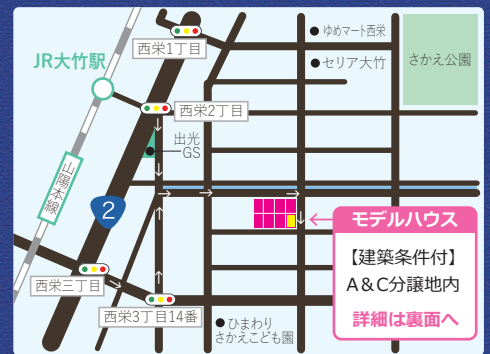 西栄1丁目
ゆめマート西栄
セリア大竹
さかえ公園
JR大竹駅
西栄2丁目
出光
GS
山陽本線
2
モデルハウス
【建築条件付】
A&C分譲地内
詳細は裏面へ
西栄三丁目
西栄3丁目14番
ひまわり
さかえこども園